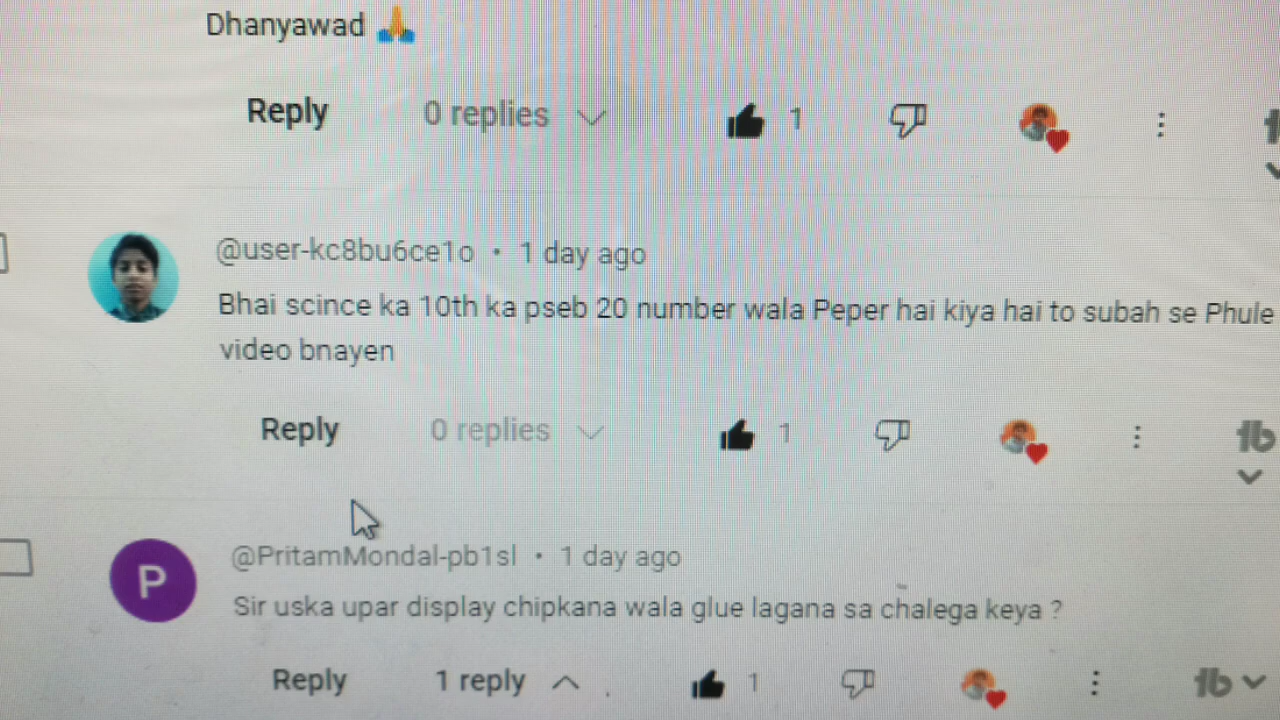 Dhanyawad 🙏
Reply 0 replies 1
@user-kc8bu6ce1o • 1 day ago
Bhai scince ka 10th ka pseb 20 number wala Peper hai kiya hai to subah se Phule
video bnayen
Reply 0 replies 1
tb
@PritamMondal-pb1sl • 1 day ago
P
Sir uska upar display chipkana wala glue lagana sa chalega keya ?
Reply 1 reply 1
tb